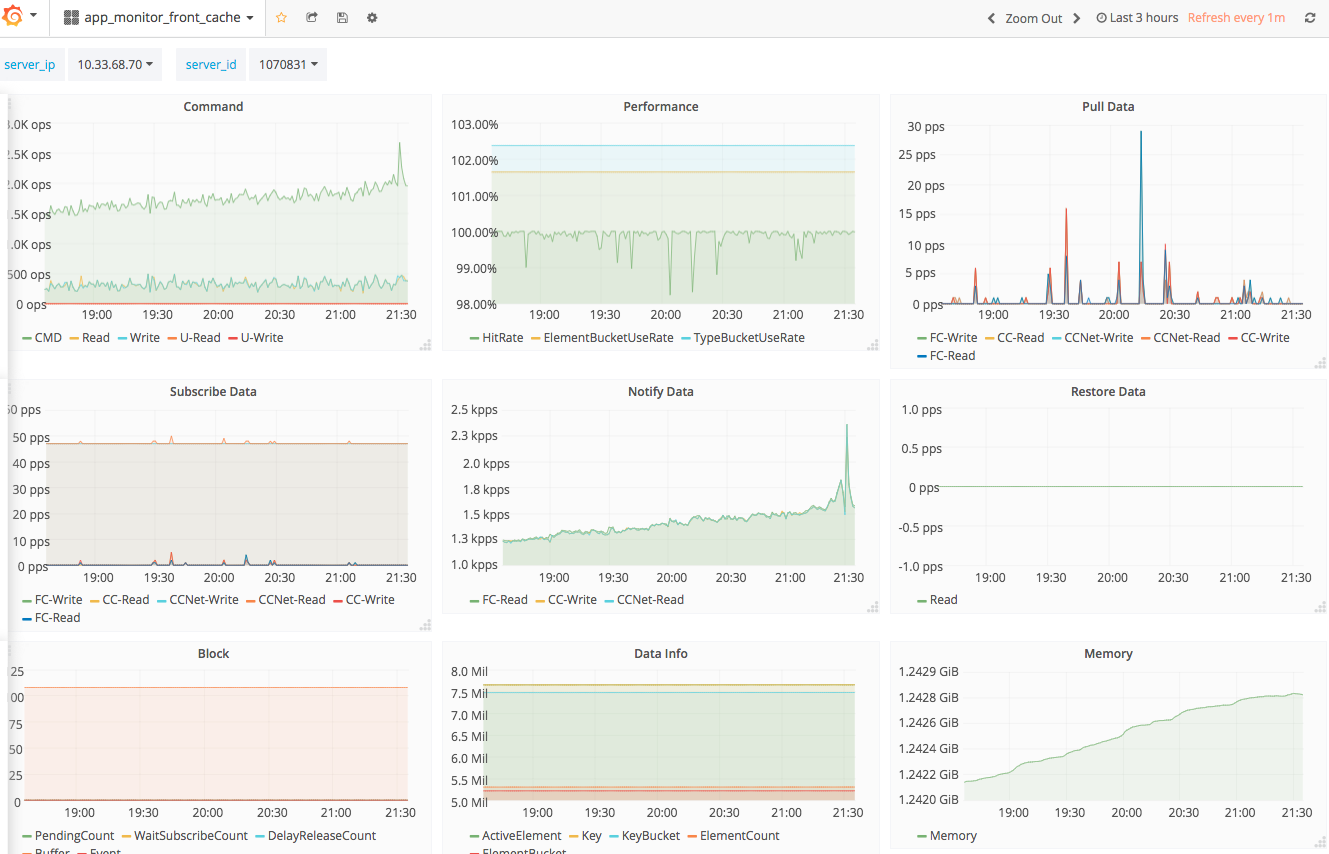 app_monitor_front_cache
Zoom Out
Last 3 hours Refresh every 1m
server_ip 10.33.68.70 server_id 1070831
Command
.0K ops
2.5K ops
.0K ops
.5K ops
.0K ops
500 ops
0 ops
19:00 19:30 20:00 20:30 21:00 21:30
CMD Read Write U-Read U-Write
Performance
103.00%
102.00%
101.00%
100.00%
99.00%
98.00%
19:00 19:30 20:00 20:30 21:00 21:30
HitRate ElementBucketUseRate TypeBucketUseRate
Pull Data
30 pps
25 pps
20 pps
15 pps
10 pps
5 pps
0 pps
19:00 19:30 20:00 20:30 21:00 21:30
FC-Write CC-Read CCNet-Write CCNet-Read CC-Write
FC-Read
Subscribe Data
60 pps
50 pps
40 pps
30 pps
20 pps
10 pps
0 pps
19:00 19:30 20:00 20:30 21:00 21:30
FC-Write CC-Read CCNet-Write CCNet-Read CC-Write
FC-Read
Notify Data
2.5 kpps
2.3 kpps
2.0 kpps
1.8 kpps
1.5 kpps
1.3 kpps
1.0 kpps
19:00 19:30 20:00 20:30 21:00 21:30
FC-Read CC-Write CCNet-Read
Restore Data
1.0 pps
0.5 pps
0 pps
-0.5 pps
-1.0 pps
19:00 19:30 20:00 20:30 21:00 21:30
Read
Block
25
00
75
50
25
0
19:00 19:30 20:00 20:30 21:00 21:30
PendingCount WaitSubscribeCount DelayReleaseCount
Buffer Event
Data Info
8.0 Mil
7.5 Mil
7.0 Mil
6.5 Mil
6.0 Mil
5.5 Mil
5.0 Mil
19:00 19:30 20:00 20:30 21:00 21:30
ActiveElement Key KeyBucket ElementCount
ElementBucket
Memory
1.2429 GiB
1.2428 GiB
1.2426 GiB
1.2424 GiB
1.2422 GiB
1.2420 GiB
19:00 19:30 20:00 20:30 21:00 21:30
Memory